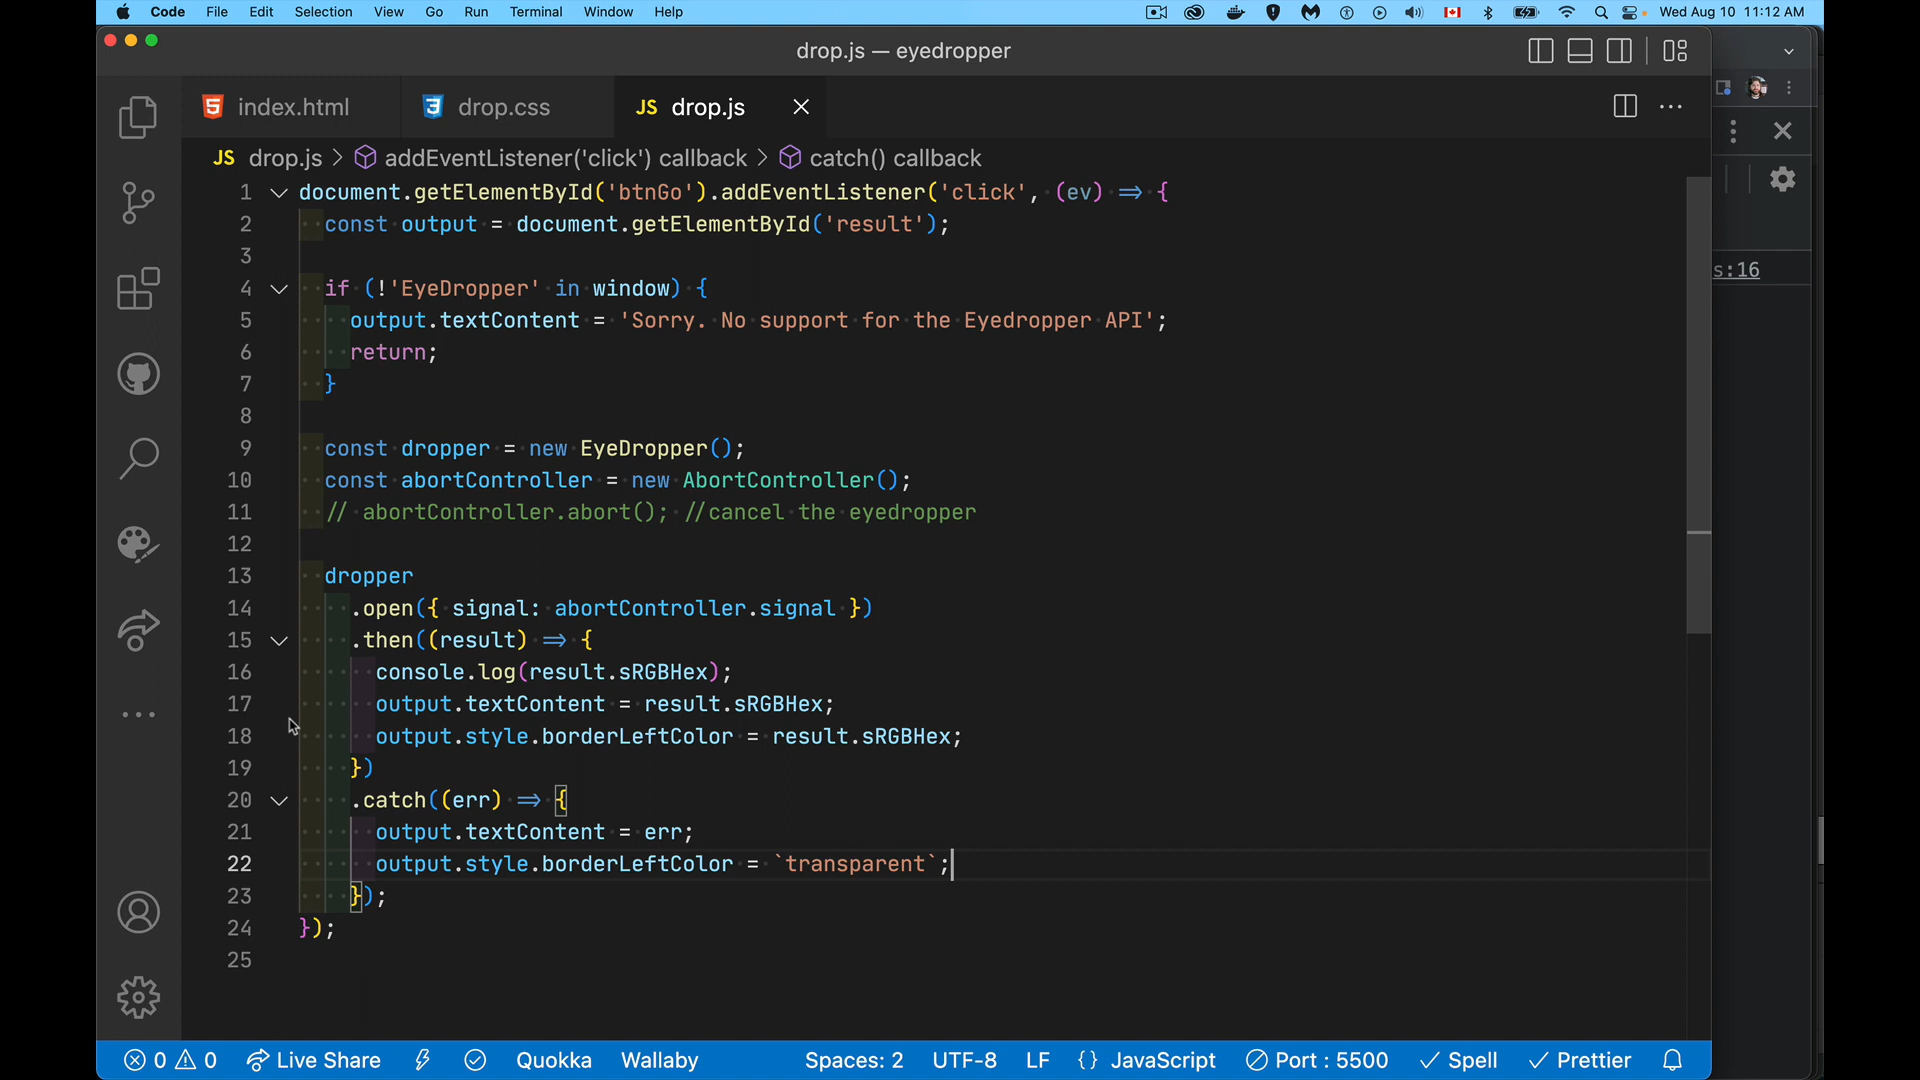 Code File Edit Selection View Go Run Terminal Window Help Wed Aug 10 11:12 AM
drop.js — eyedropper
index.html drop.css JS drop.js
JS drop.js > addEventListener('click') callback > catch() callback
1 document.getElementById('btnGo').addEventListener('click', (ev) => {
2 const output = document.getElementById('result');
3
4 if (!'EyeDropper' in window) {
5 output.textContent = 'Sorry. No support for the Eyedropper API';
6 return;
7 }
8
9 const dropper = new EyeDropper();
10 const abortController = new AbortController();
11 // abortController.abort(); //cancel the eyedropper
12
13 dropper
14 .open({ signal: abortController.signal })
15 .then((result) => {
16 console.log(result.sRGBHex);
17 output.textContent = result.sRGBHex;
18 output.style.borderLeftColor = result.sRGBHex;
19 })
20 .catch((err) => {
21 output.textContent = err;
22 output.style.borderLeftColor = `transparent`;
23 });
24 });
25
s:16
0 0 Live Share Quokka Wallaby Spaces: 2 UTF-8 LF {} JavaScript Port : 5500 Spell Prettier